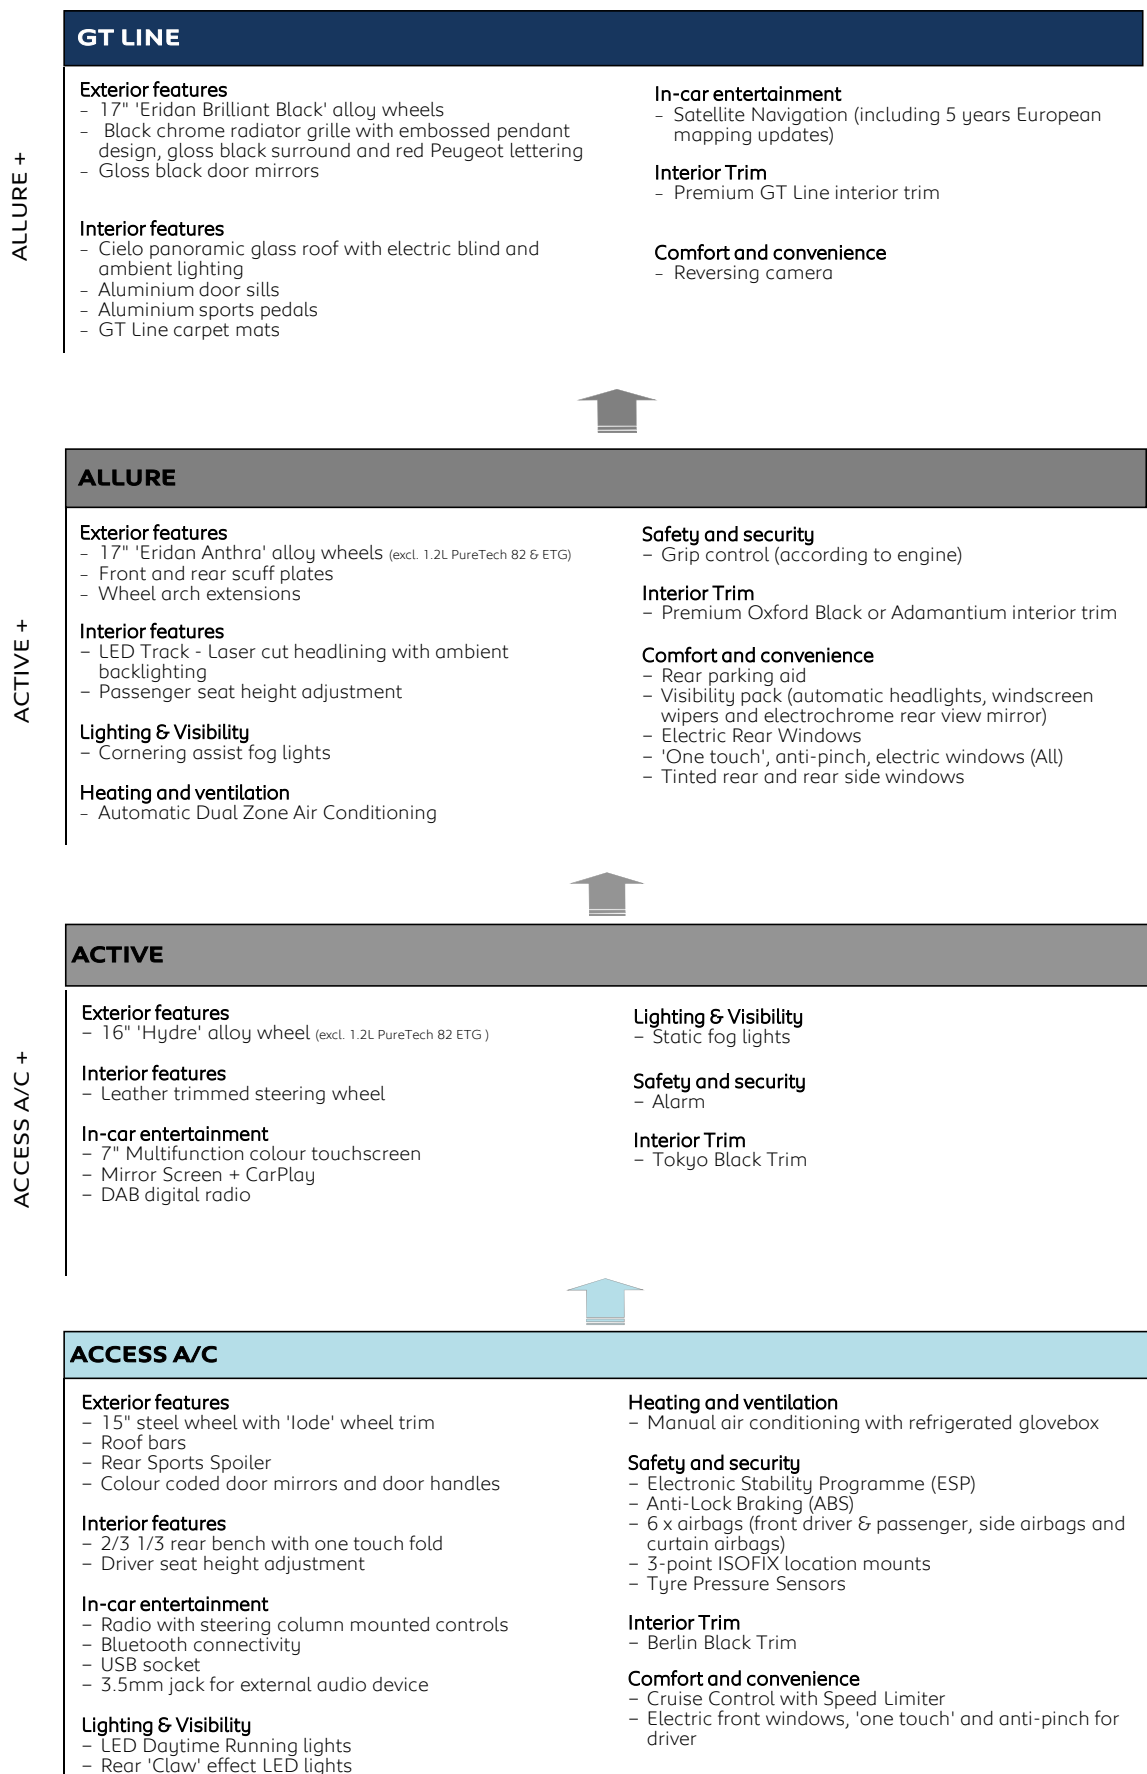 GT LINE
ALLURE +
Exterior features
- 17" 'Eridan Brilliant Black' alloy wheels
- Black chrome radiator grille with embossed pendant
design, gloss black surround and red Peugeot lettering
- Gloss black door mirrors
Interior features
- Cielo panoramic glass roof with electric blind and
ambient lighting
- Aluminium door sills
- Aluminium sports pedals
- GT Line carpet mats
In-car entertainment
- Satellite Navigation (including 5 years European
mapping updates)
Interior Trim
- Premium GT Line interior trim
Comfort and convenience
- Reversing camera
ALLURE
ACTIVE +
Exterior features
- 17" 'Eridan Anthra' alloy wheels (excl. 1.2L PureTech 82 & ETG)
- Front and rear scuff plates
- Wheel arch extensions
Interior features
- LED Track - Laser cut headlining with ambient
backlighting
- Passenger seat height adjustment
Lighting & Visibility
- Cornering assist fog lights
Heating and ventilation
- Automatic Dual Zone Air Conditioning
Safety and security
- Grip control (according to engine)
Interior Trim
- Premium Oxford Black or Adamantium interior trim
Comfort and convenience
- Rear parking aid
- Visibility pack (automatic headlights, windscreen
wipers and electrochrome rear view mirror)
- Electric Rear Windows
- 'One touch', anti-pinch, electric windows (All)
- Tinted rear and rear side windows
ACTIVE
ACCESS A/C +
Exterior features
- 16" 'Hydre' alloy wheel (excl. 1.2L PureTech 82 ETG )
Interior features
- Leather trimmed steering wheel
In-car entertainment
- 7" Multifunction colour touchscreen
- Mirror Screen + CarPlay
- DAB digital radio
Lighting & Visibility
- Static fog lights
Safety and security
- Alarm
Interior Trim
- Tokyo Black Trim
ACCESS A/C
Exterior features
- 15" steel wheel with 'Iode' wheel trim
- Roof bars
- Rear Sports Spoiler
- Colour coded door mirrors and door handles
Interior features
- 2/3 1/3 rear bench with one touch fold
- Driver seat height adjustment
In-car entertainment
- Radio with steering column mounted controls
- Bluetooth connectivity
- USB socket
- 3.5mm jack for external audio device
Lighting & Visibility
- LED Daytime Running lights
- Rear 'Claw' effect LED lights
Heating and ventilation
- Manual air conditioning with refrigerated glovebox
Safety and security
- Electronic Stability Programme (ESP)
- Anti-Lock Braking (ABS)
- 6 x airbags (front driver & passenger, side airbags and
curtain airbags)
- 3-point ISOFIX location mounts
- Tyre Pressure Sensors
Interior Trim
- Berlin Black Trim
Comfort and convenience
- Cruise Control with Speed Limiter
- Electric front windows, 'one touch' and anti-pinch for
driver